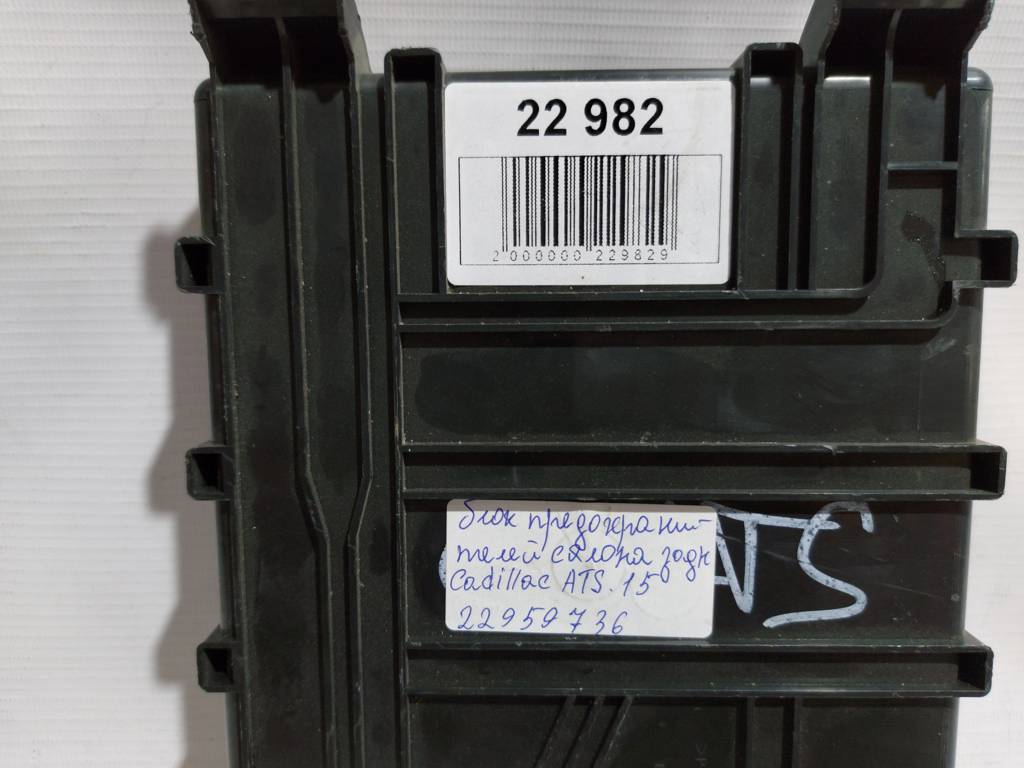 22 982
2 000000 229829
блок предохрани-
телей салона задн
Cadillac ATS. 15
22959736
ATS